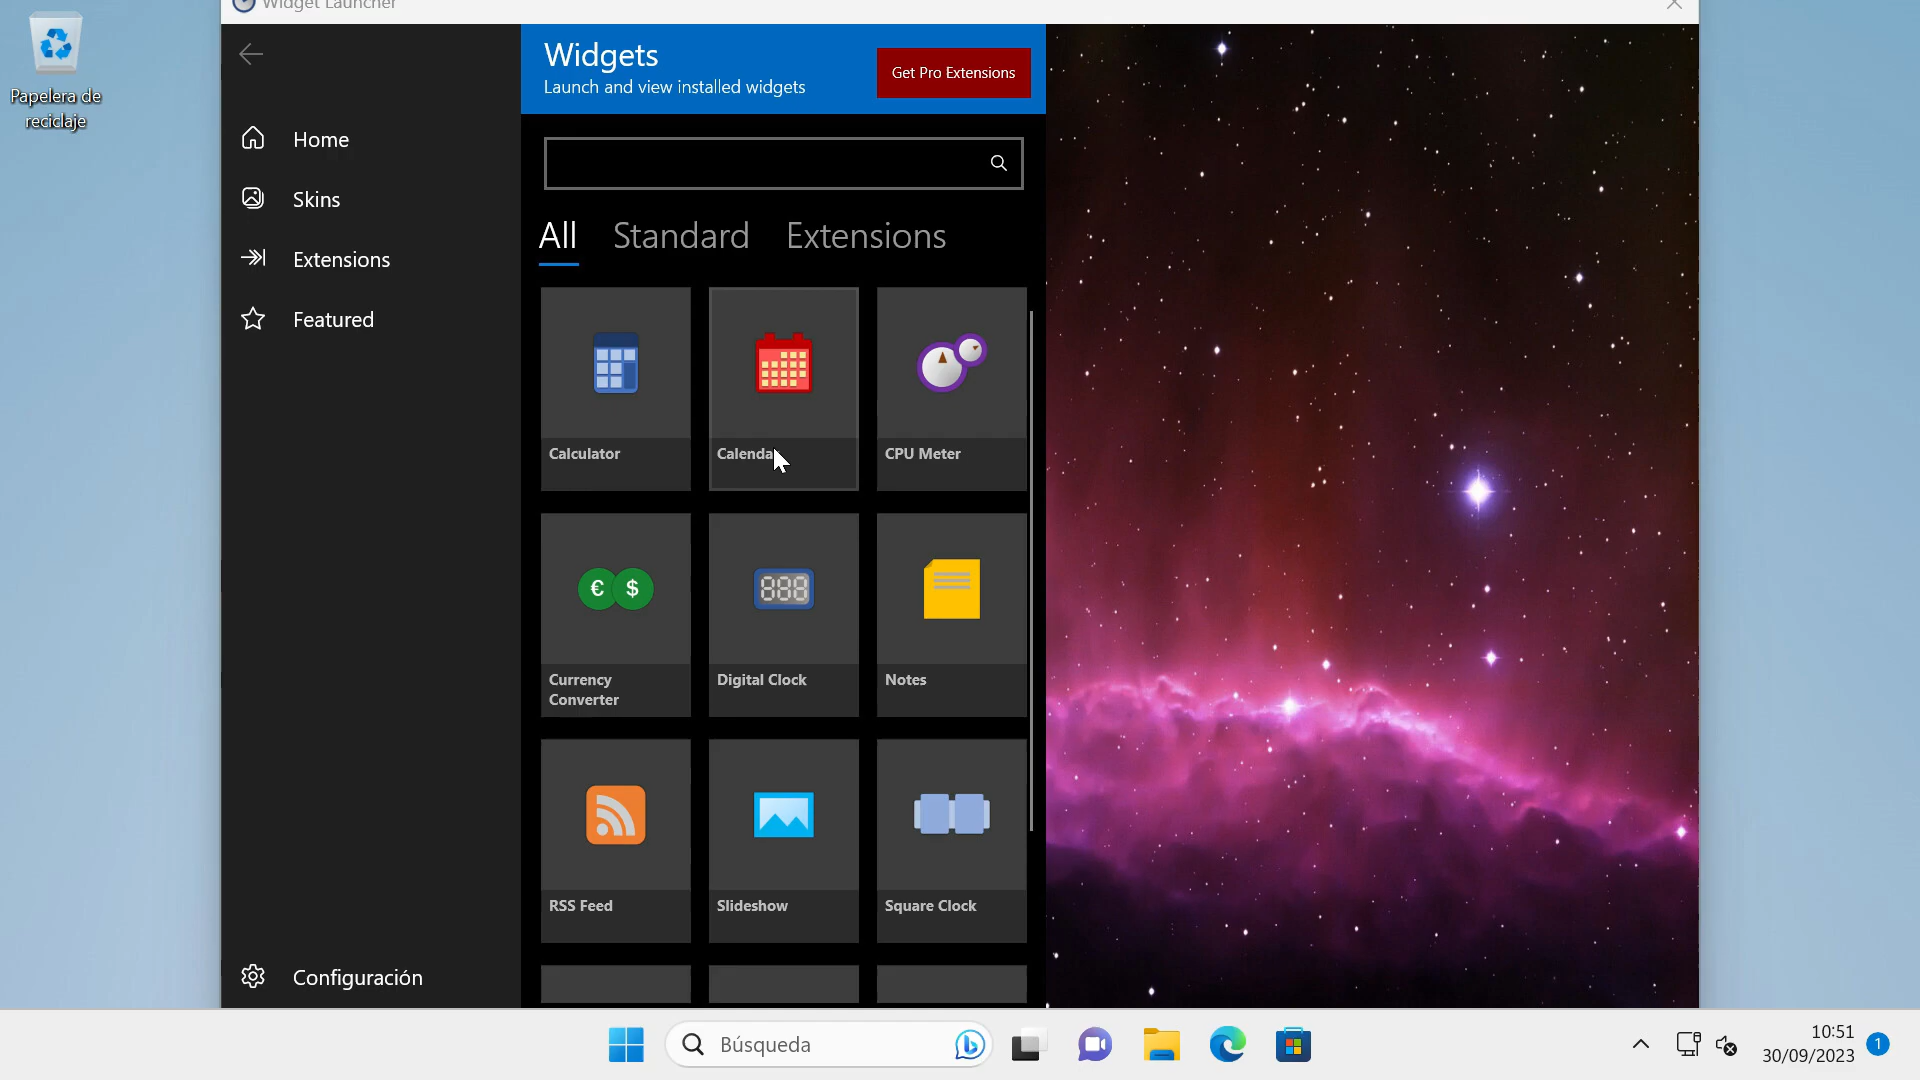 Widget Launcher
Papelera de
reciclaje
Widgets
Launch and view installed widgets
Get Pro Extensions
Home
Skins
Extensions
Featured
All Standard Extensions
Calculator
Calenda
CPU Meter
€ $
Currency
Converter
888
Digital Clock
Notes
RSS Feed
Slideshow
Square Clock
Configuración
Búsqueda
10:51
30/09/2023
1